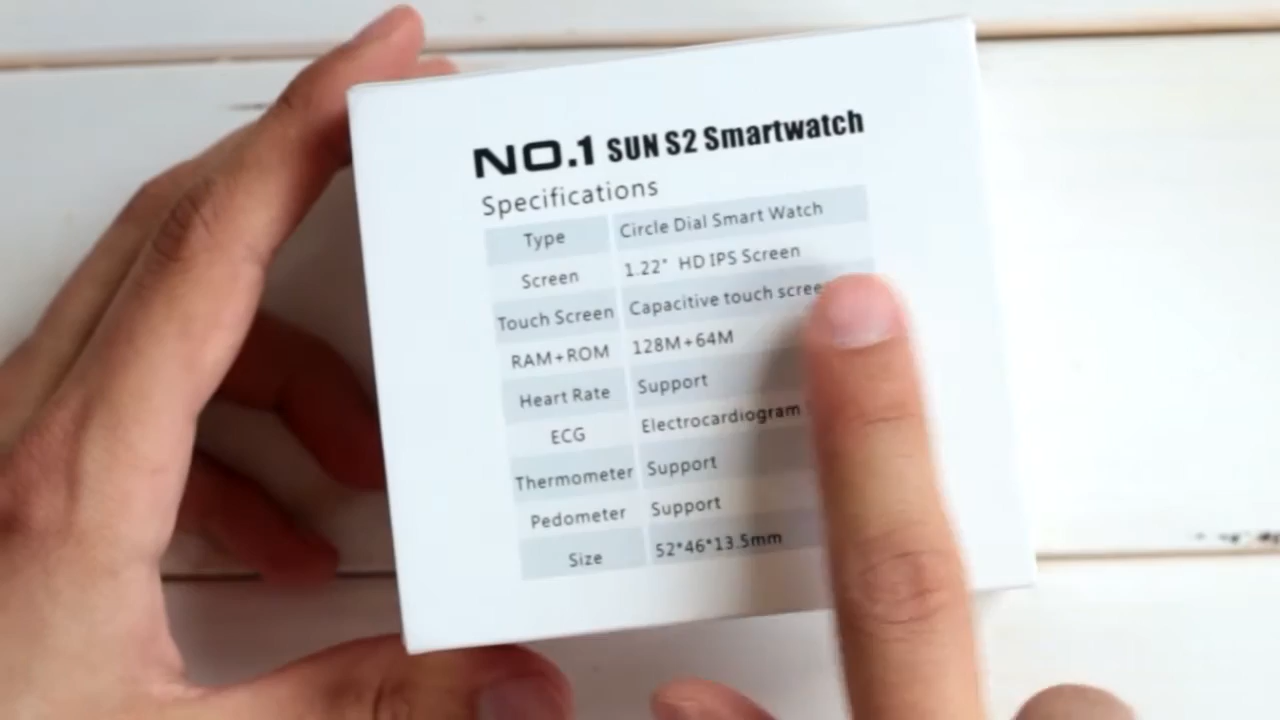 NO.1 SUN S2 Smartwatch
Specifications
Type Circle Dial Smart Watch
Screen 1.22" HD IPS Screen
Touch Screen Capacitive touch screen
RAM+ROM 128M+64M
Heart Rate Support
ECG Electrocardiogram
Thermometer Support
Pedometer Support
Size 52*46*13.5mm